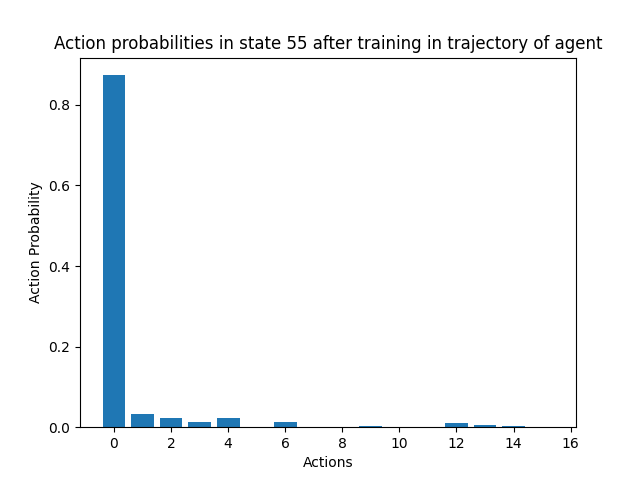 Action probabilities in state 55 after training in trajectory of agent
0.8
0.6
0.4
0.2
0.0
Action Probability
0 2 4 6 8 10 12 14 16
Actions